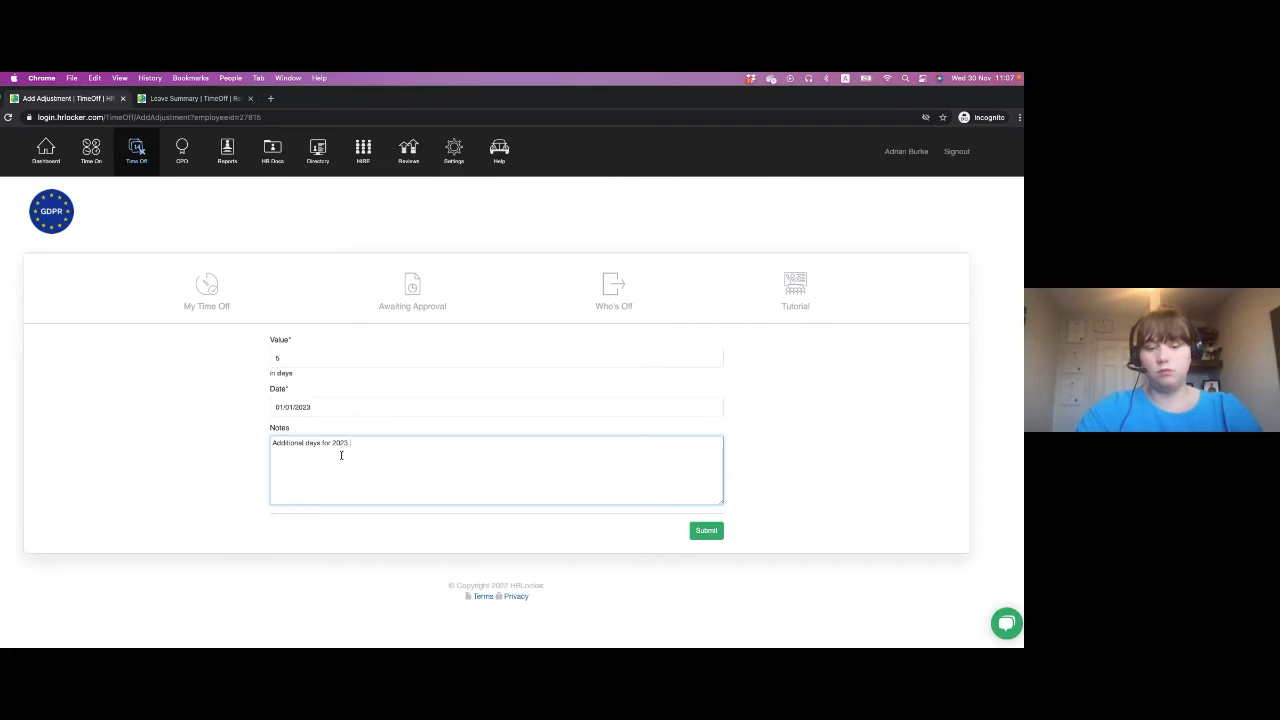 Chrome File Edit View History Bookmarks People Tab Window Help
A Wed 30 Nov 11:07
Add Adjustment | TimeOff | HR
Leave Summary | TimeOff | Re
login.hrlocker.com/TimeOff/AddAdjustment?employeeid=27815
Incognito
14
Dashboard Time On Time Off CPD Reports HR Docs Directory HIRE Reviews Settings Help
Adrian Burke Signout
GDPR
My Time Off Awaiting Approval Who's Off Tutorial
Value*
5
in days
Date*
01/01/2023
Notes
Additional days for 2023
Submit
© Copyright 2022 HRLocker.
Terms Privacy